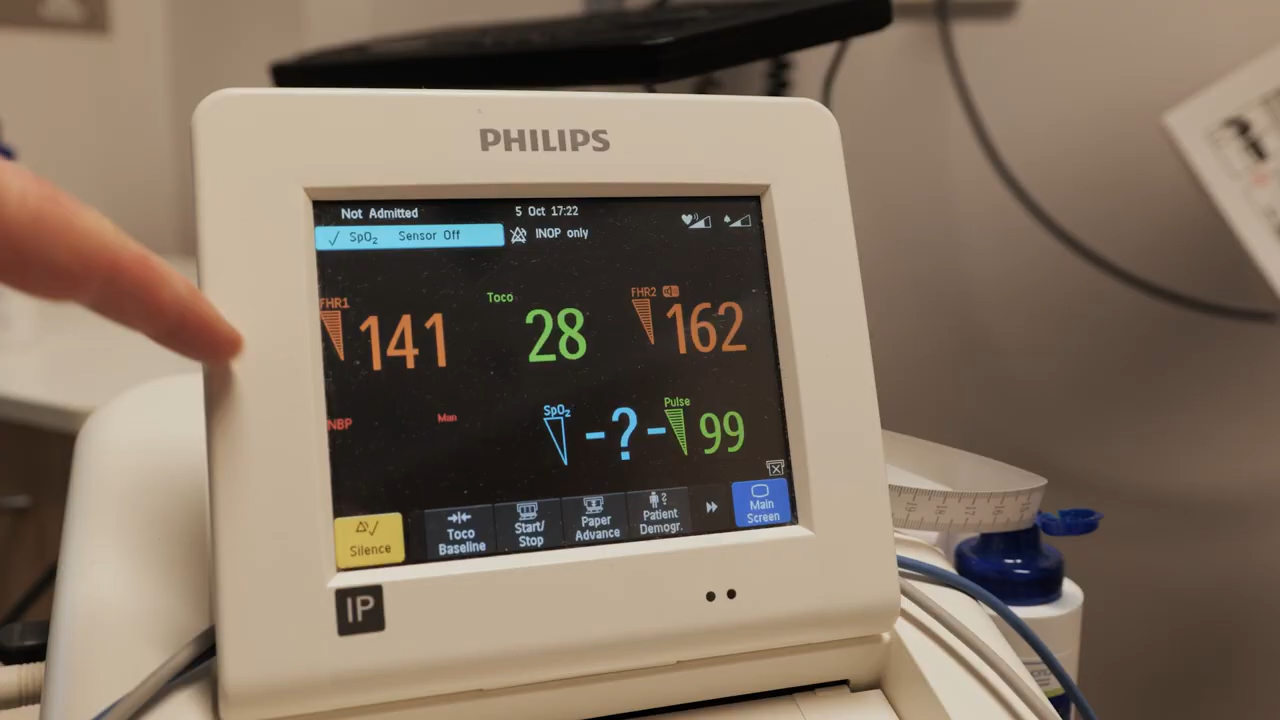 PHILIPS
Not Admitted
5 Oct 17:22
✓ SpO₂ Sensor Off
INOP only
FHR1
141
Toco
28
FHR2
162
NBP
Man
SpO₂
-?-
Pulse
99
Silence
Toco
Baseline
Start/
Stop
Paper
Advance
Patient
Demogr.
Main
Screen
IP